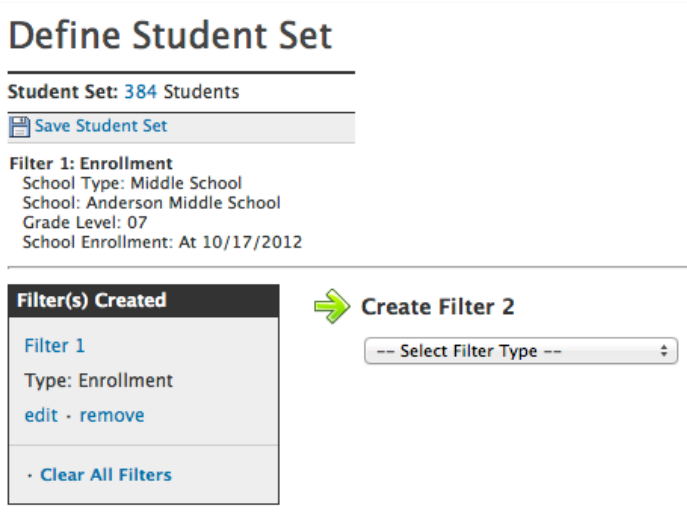 Define Student Set
Student Set: 384 Students
Save Student Set
Filter 1: Enrollment
School Type: Middle School
School: Anderson Middle School
Grade Level: 07
School Enrollment: At 10/17/2012
Filter(s) Created
Filter 1
Type: Enrollment
edit · remove
· Clear All Filters
Create Filter 2
-- Select Filter Type --